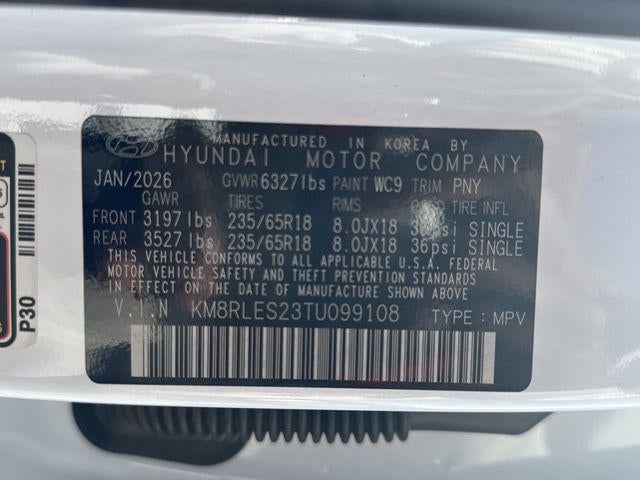 MANUFACTURED IN KOREA BY
HYUNDAI MOTOR COMPANY
JAN/2026 GVWR 6327 lbs PAINT WC9 TRIM PNY
GAWR TIRES RIMS TIRE INFL
FRONT 3197 lbs 235/65R18 8.0JX18 SINGLE
REAR 3527 lbs 235/65R18 8.0JX18 36psi SINGLE
THIS VEHICLE CONFORMS TO ALL APPLICABLE U.S.A. FEDERAL
MOTOR VEHICLE SAFETY AND THEFT PREVENTION STANDARDS
IN EFFECT ON THE DATE OF MANUFACTURE SHOWN ABOVE.
V.I.N KM8RLES23TU099108 TYPE : MPV
P30